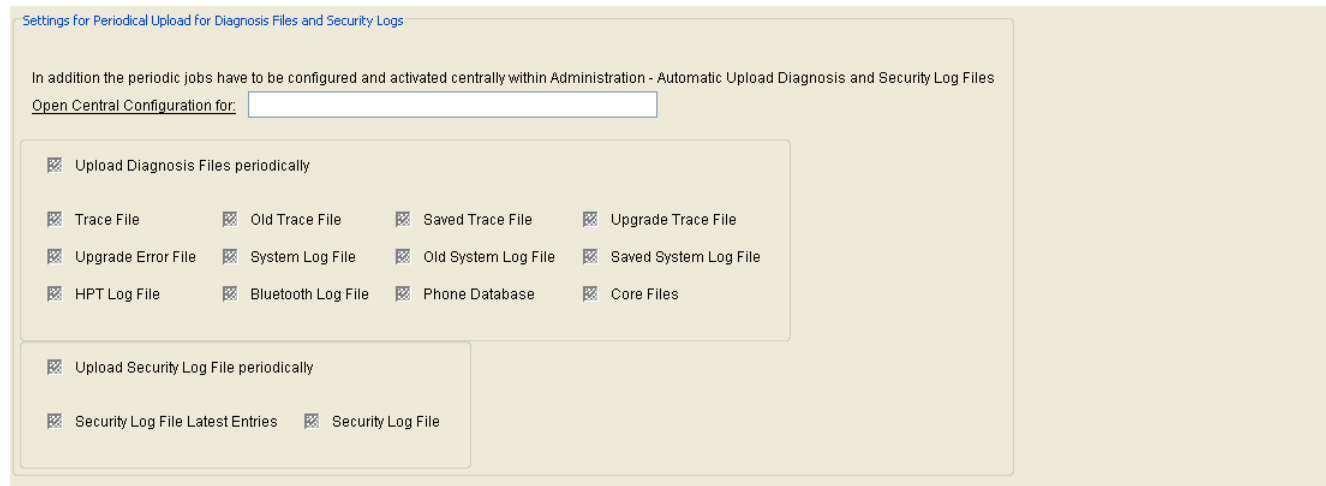 Settings for Periodical Upload for Diagnosis Files and Security Logs
In addition the periodic jobs have to be configured and activated centrally within Administration - Automatic Upload Diagnosis and Security Log Files
Open Central Configuration for:
Upload Diagnosis Files periodically
Trace File Old Trace File Saved Trace File Upgrade Trace File
Upgrade Error File System Log File Old System Log File Saved System Log File
HPT Log File Bluetooth Log File Phone Database Core Files
Upload Security Log File periodically
Security Log File Latest Entries Security Log File